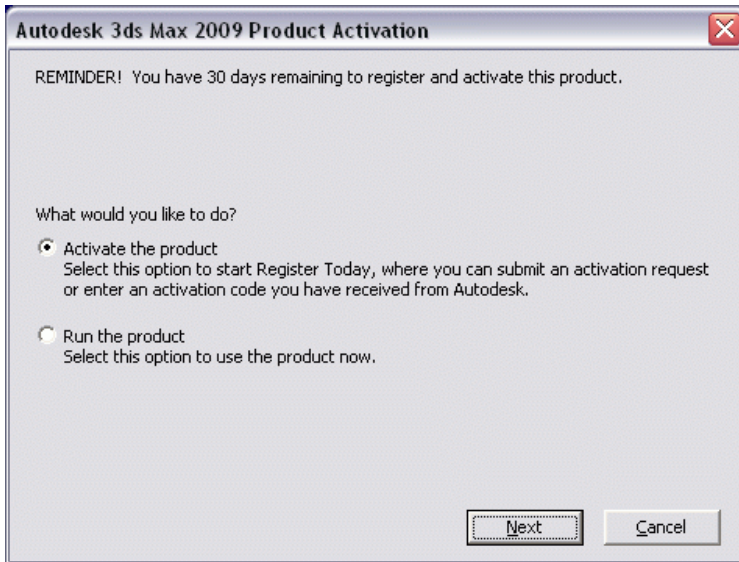 Autodesk 3ds Max 2009 Product Activation
REMINDER!  You have 30 days remaining to register and activate this product.
What would you like to do?
Activate the product
Select this option to start Register Today, where you can submit an activation request
or enter an activation code you have received from Autodesk.
Run the product
Select this option to use the product now.
Next
Cancel